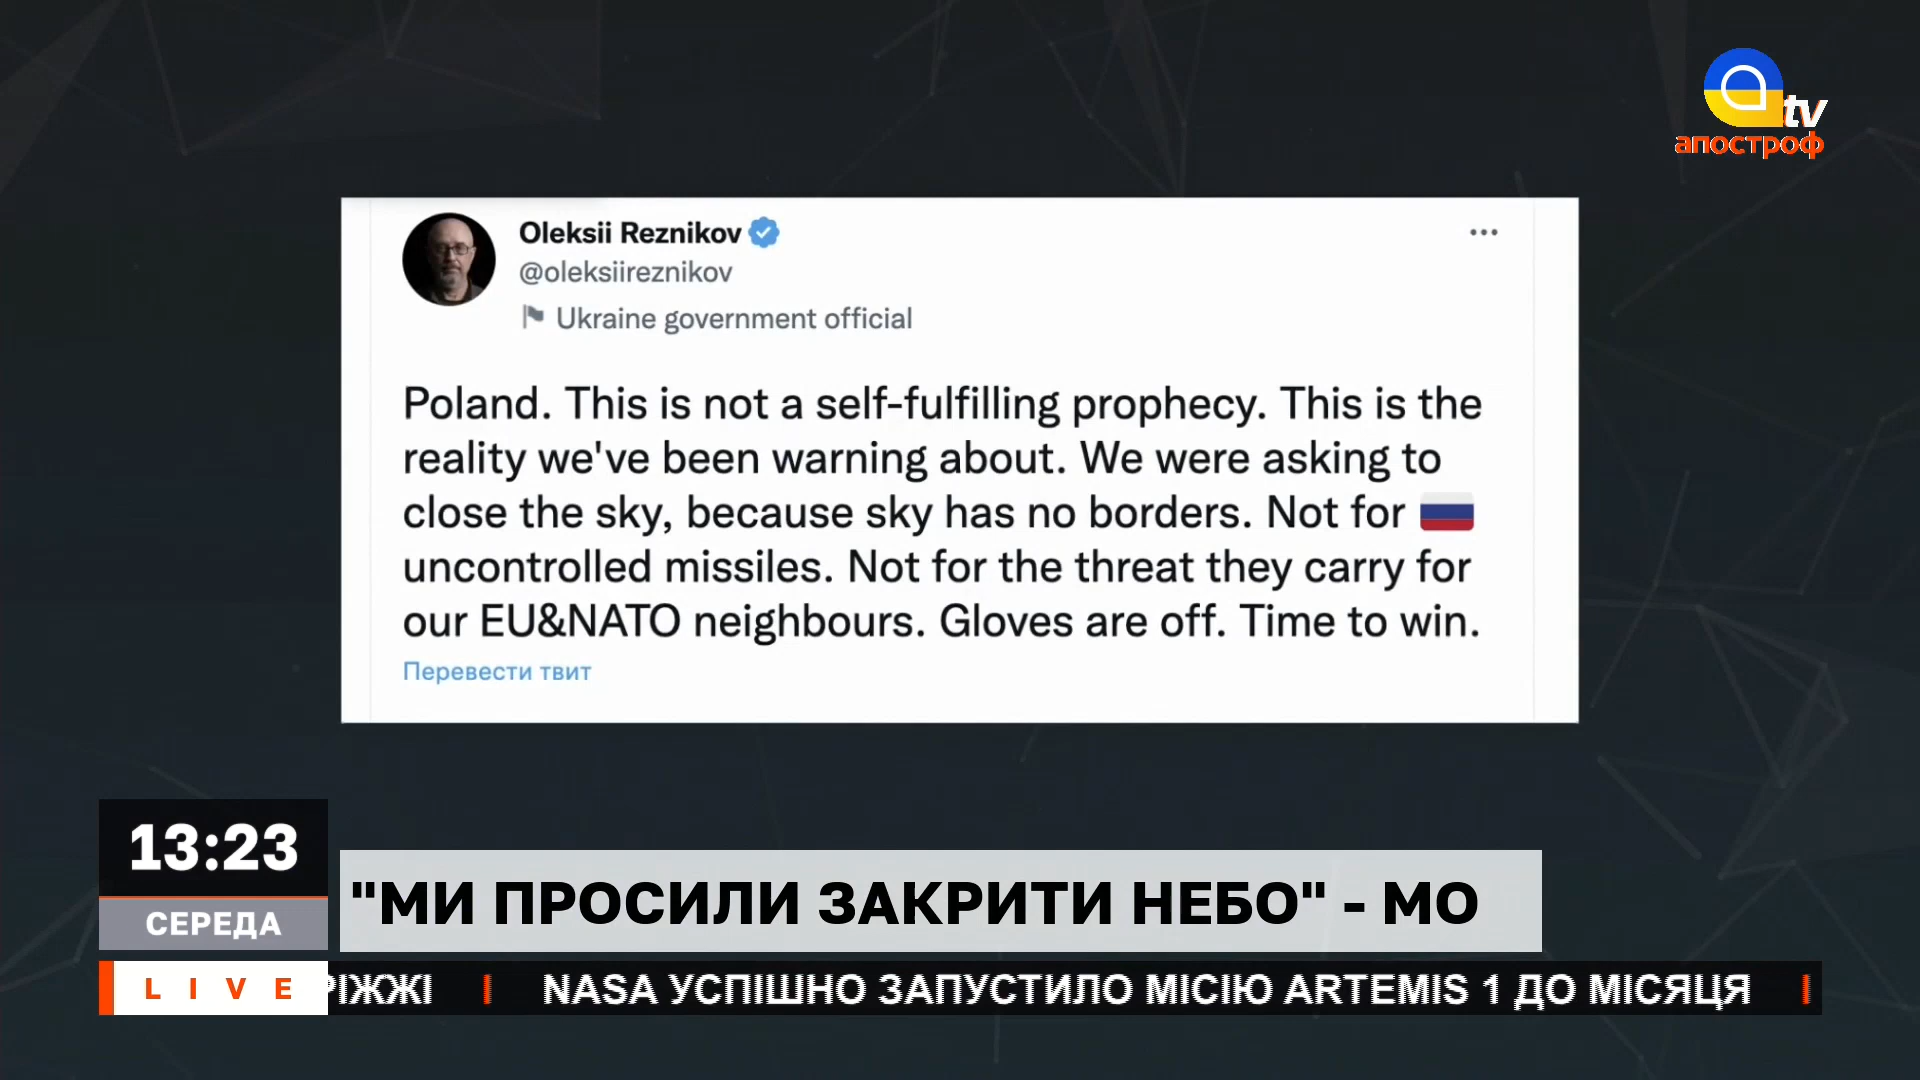 tv
апостроф
Oleksii Reznikov
@oleksiireznikov
Ukraine government official
Poland. This is not a self-fulfilling prophecy. This is the
reality we've been warning about. We were asking to
close the sky, because sky has no borders. Not for 🇷🇺
uncontrolled missiles. Not for the threat they carry for
our EU&NATO neighbours. Gloves are off. Time to win.
Перевести твит
13:23
СЕРЕДА
"МИ ПРОСИЛИ ЗАКРИТИ НЕБО" - МО
LIVE
РІЖЖІ | NASA УСПІШНО ЗАПУСТИЛО МІСІЮ ARTEMIS 1 ДО МІСЯЦЯ |